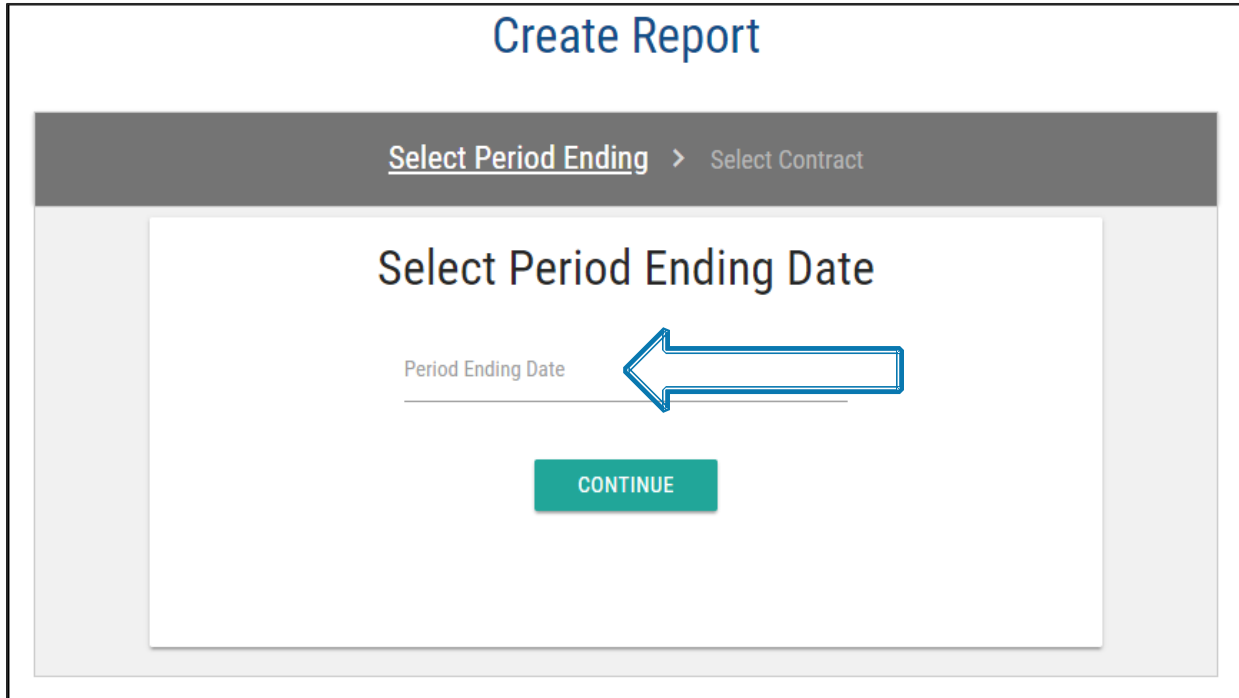 Create Report
Select Period Ending > Select Contract
Select Period Ending Date
Period Ending Date
CONTINUE